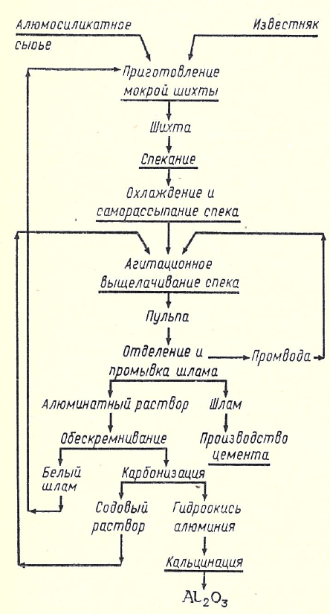 Алюмосиликатное сырье
Известняк
Приготовление
мокрой шихты
Шихта
Спекание
Охлаждение и
саморассыпание спека
Агитационное
выщелачивание спека
Пульпа
Отделение и
промывка шлама
Промвода
Алюминатный раствор
Шлам
Обескремнивание
Производство
цемента
Белый
шлам
Карбонизация
Содовый
раствор
Гидроокись
алюминия
Кальцинация
Al₂O₃